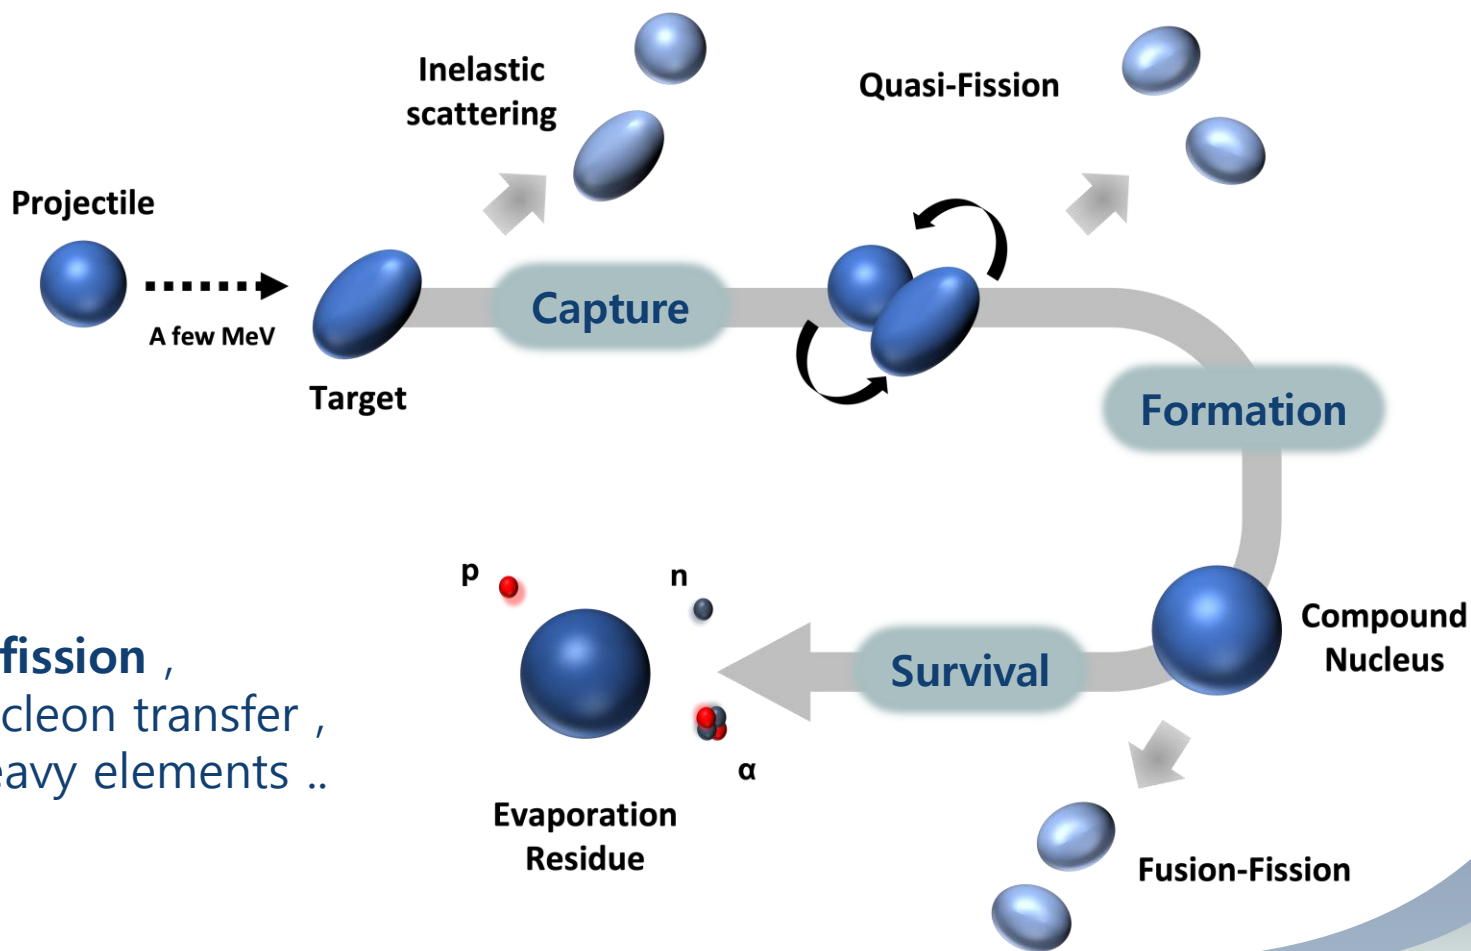 Inelastic
scattering
Quasi-Fission
Projectile
A few MeV
Target
Capture
Formation
p
n
Compound
Nucleus
Survival
fission ,
cleon transfer ,
eavy elements ..
α
Evaporation
Residue
Fusion-Fission